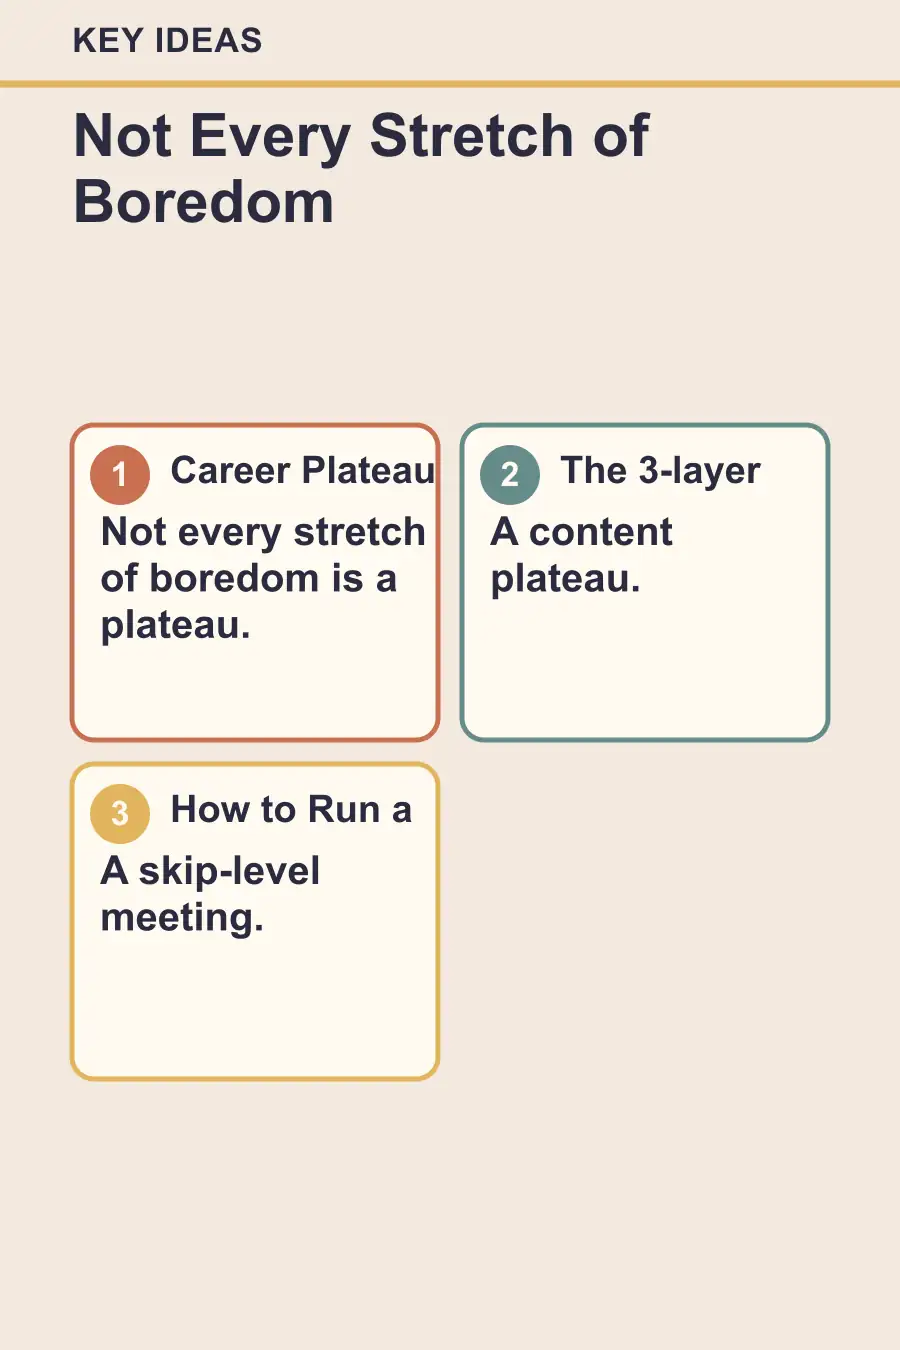 KEY IDEAS
Not Every Stretch of
Boredom
1 Career Plateau
Not every stretch
of boredom is a
plateau.
2 The 3-layer
A content
plateau.
3 How to Run a
A skip-level
meeting.